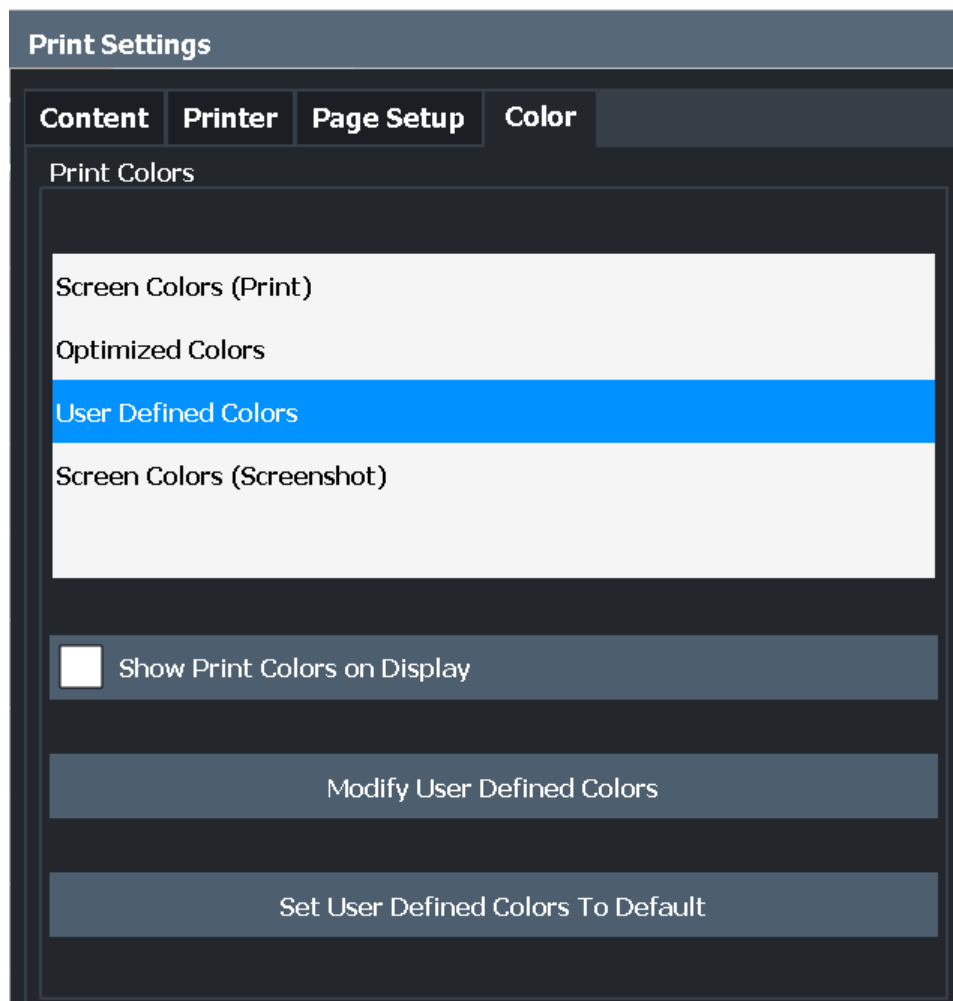 Print Settings
Content Printer Page Setup Color
Print Colors
Screen Colors (Print)
Optimized Colors
User Defined Colors
Screen Colors (Screenshot)
Show Print Colors on Display
Modify User Defined Colors
Set User Defined Colors To Default